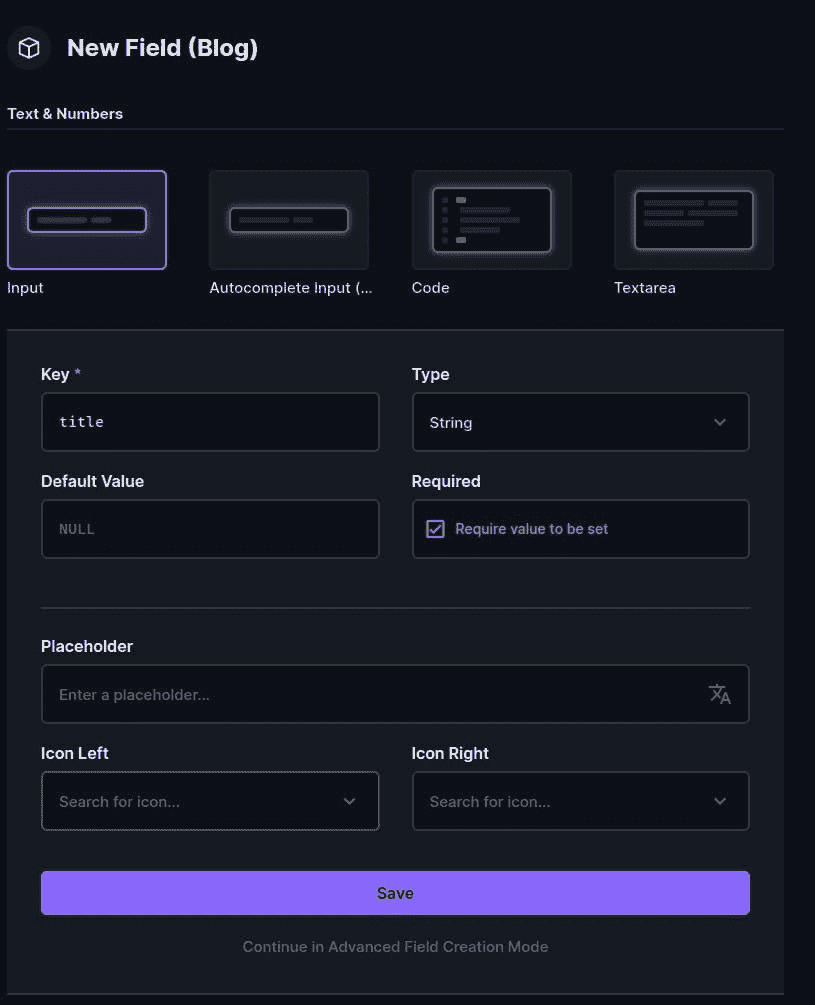 New Field (Blog)
Text & Numbers
Input
Autocomplete Input (...
Code
Textarea
Key *
Type
title
String
Default Value
Required
NULL
Require value to be set
Placeholder
Enter a placeholder...
Icon Left
Icon Right
Search for icon...
Search for icon...
Save
Continue in Advanced Field Creation Mode